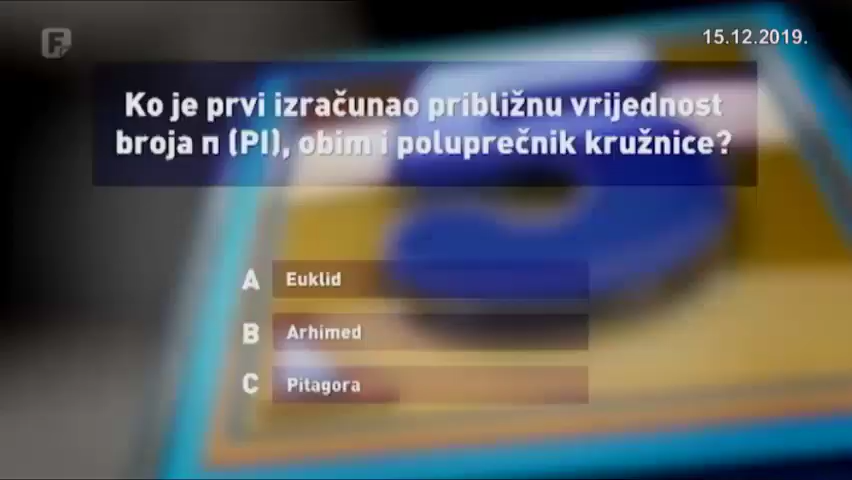 F
15.12.2019.
Ko je prvi izračunao približnu vrijednost
broja п (PI), obim i poluprečnik kružnice?
A Euklid
B Arhimed
C Pitagora